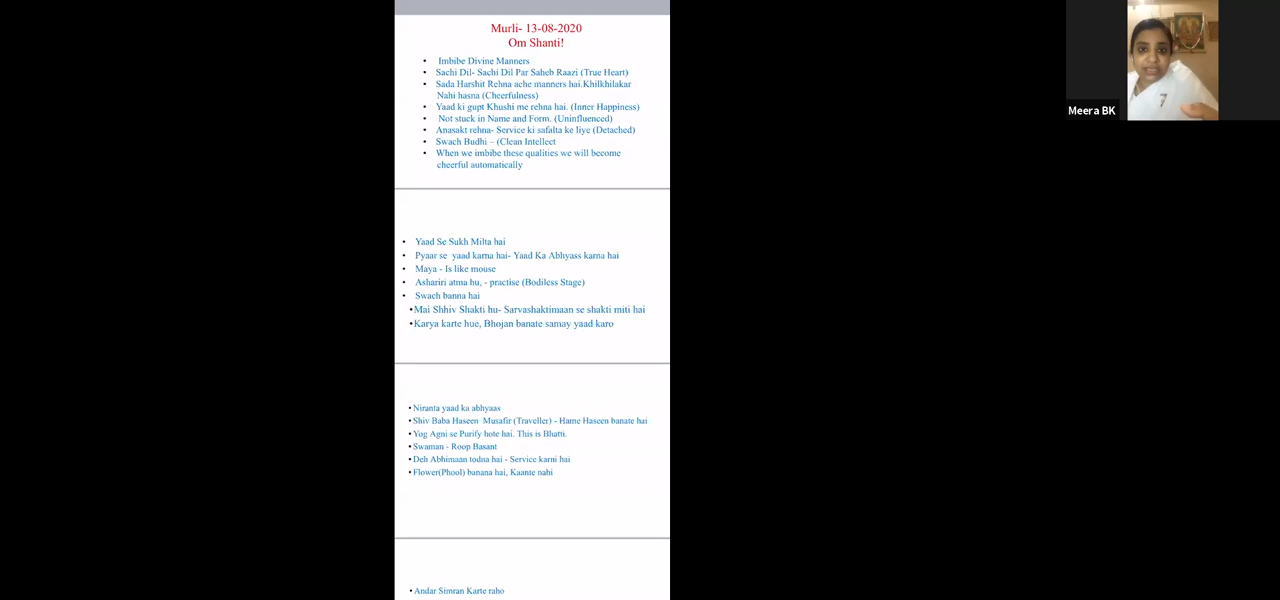 Murli- 13-08-2020
Om Shanti!
• Imbibe Divine Manners
• Sachi Dil- Sachi Dil Par Saheb Raazi (True Heart)
• Sada Harshit Rehna ache manners hai.Khilkhilakar
Nahi hasna (Cheerfulness)
• Yaad ki gupt Khushi me rehna hai. (Inner Happiness)
• Not stuck in Name and Form. (Uninfluenced)
• Anasakt rehna- Service ki safalta ke liye (Detached)
• Swach Budhi – (Clean Intellect
• When we imbibe these qualities we will become
cheerful automatically
• Yaad Se Sukh Milta hai
• Pyaar se yaad karna hai- Yaad Ka Abhyass karna hai
• Maya - Is like mouse
• Ashariri atma hu, - practise (Bodiless Stage)
• Swach banna hai
•Mai Shhiv Shakti hu- Sarvashaktimaan se shakti miti hai
•Karya karte hue, Bhojan banate samay yaad karo
•Niranta yaad ka abhyaas
•Shiv Baba Haseen Musafir (Traveller) - Hame Haseen banate hai
•Yog Agni se Purify hote hai. This is Bhatti.
•Swaman - Roop Basant
•Deh Abhimaan todna hai - Service karni hai
•Flower(Phool) banana hai, Kaante nahi
•Andar Simran Karte raho
Meera BK